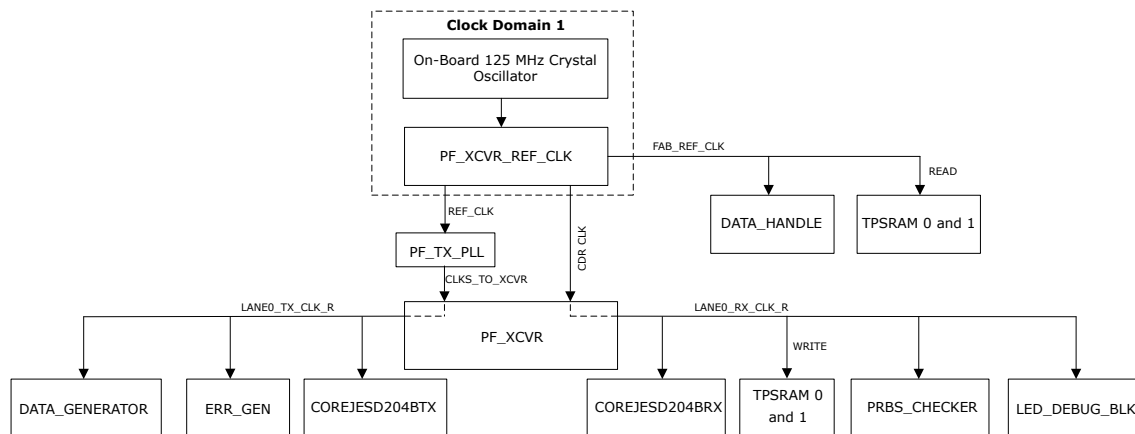 Clock Domain 1
On-Board 125 MHz Crystal
Oscillator
PF_XCVR_REF_CLK
FAB_REF_CLK
READ
REF_CLK
CDR CLK
DATA_HANDLE
TPSRAM 0 and 1
PF_TX_PLL
CLKS_TO_XCVR
LANE0_TX_CLK_R
LANE0_RX_CLK_R
PF_XCVR
WRITE
DATA_GENERATOR
ERR_GEN
COREJESD204BTX
COREJESD204BRX
TPSRAM 0
and 1
PRBS_CHECKER
LED_DEBUG_BLK